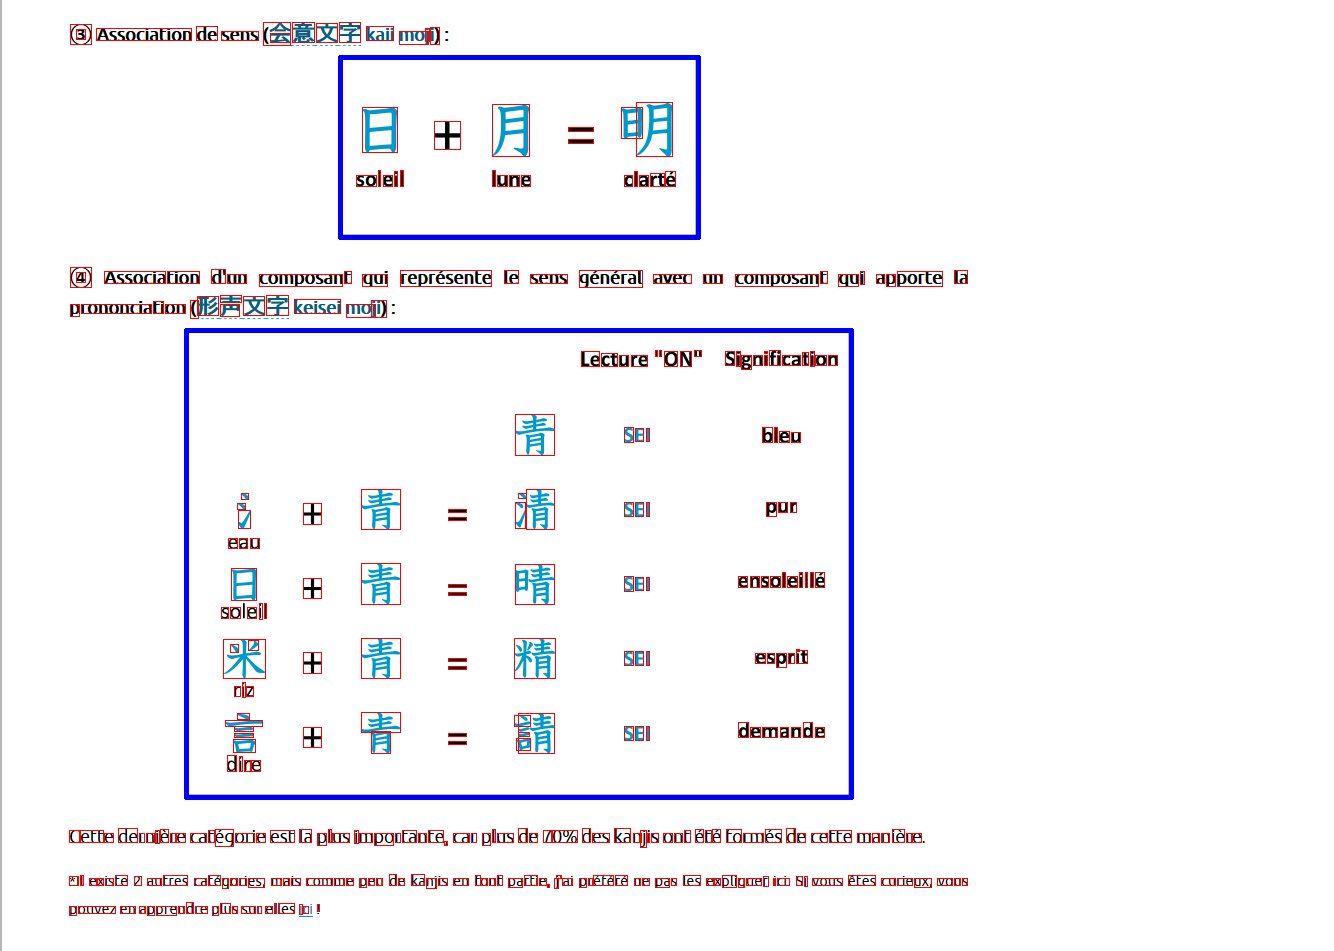 ③ Association de sens (会意文字 kaii moji) :
日 + 月 = 明
soleil lune clarté
④ Association d'un composant qui représente le sens général avec un composant qui apporte la
prononciation (形声文字 keisei moji) :
Lecture "ON" Signification
青 SEI bleu
氵 + 青 = 清 SEI pur
eau
日 + 青 = 晴 SEI ensoleillé
soleil
米 + 青 = 精 SEI esprit
riz
言 + 青 = 請 SEI demande
dire
Cette dernière catégorie est la plus importante, car plus de 70% des kanjis ont été formés de cette manière.
*Il existe 2 autres catégories, mais comme peu de kanjis en font partie, j'ai préféré ne pas les expliquer ici. Si vous êtes curieux, vous
pouvez en apprendre plus sur elles ici !